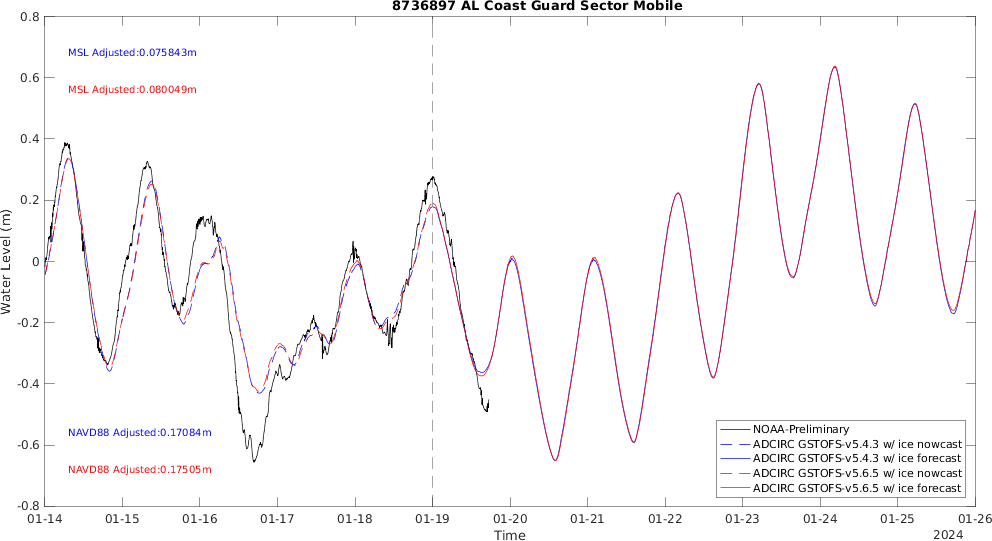 8736897 AL Coast Guard Sector Mobile
0.8
0.6
0.4
0.2
0
-0.2
-0.4
-0.6
-0.8
Water Level (m)
MSL Adjusted:0.075843m
MSL Adjusted:0.080049m
NAVD88 Adjusted:0.17084m
NAVD88 Adjusted:0.17505m
NOAA-Preliminary
ADCIRC GSTOFS-v5.4.3 w/ ice nowcast
ADCIRC GSTOFS-v5.4.3 w/ ice forecast
ADCIRC GSTOFS-v5.6.5 w/ ice nowcast
ADCIRC GSTOFS-v5.6.5 w/ ice forecast
01-14 01-15 01-16 01-17 01-18 01-19 01-20 01-21 01-22 01-23 01-24 01-25 01-26
Time
2024